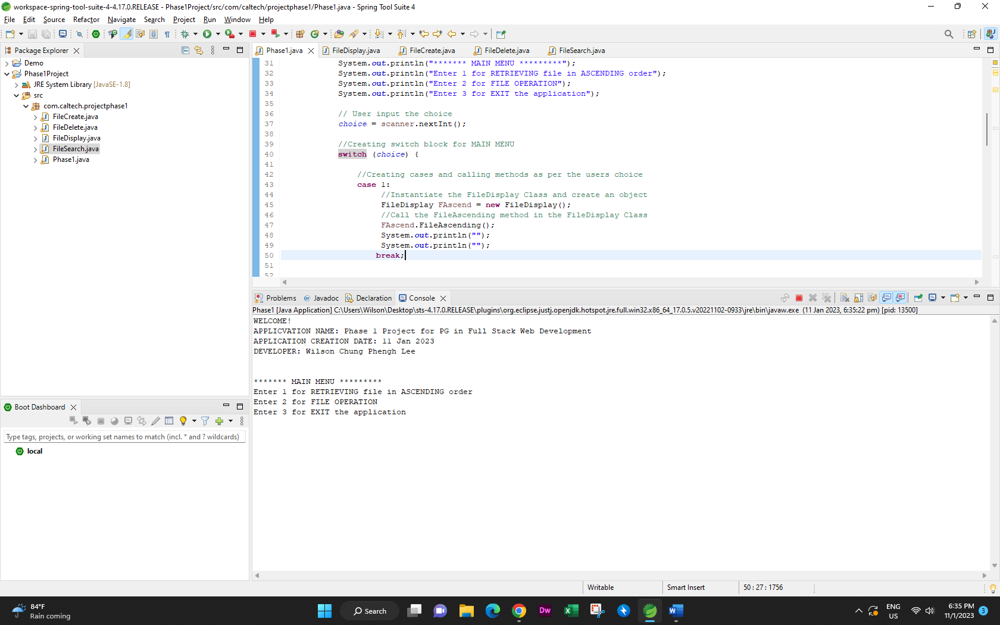 workspace-spring-tool-suite-4-4.17.0.RELEASE - Phase1Project/src/com/caltech/projectphase1/Phase1.java - Spring Tool Suite 4
File Edit Source Refactor Navigate Search Project Run Window Help
Package Explorer
Demo
Phase1Project
JRE System Library [JavaSE-1.8]
src
com.caltech.projectphase1
FileCreate.java
FileDelete.java
FileDisplay.java
FileSearch.java
Phase1.java
Boot Dashboard
Type tags, projects, or working set names to match (incl. * and ? wildcards)
local
Phase1.java FileDisplay.java FileCreate.java FileDelete.java FileSearch.java
31 System.out.println("******* MAIN MENU *********");
32 System.out.println("Enter 1 for RETRIEVING file in ASCENDING order");
33 System.out.println("Enter 2 for FILE OPERATION");
34 System.out.println("Enter 3 for EXIT the application");
35
36 // User input the choice
37 choice = scanner.nextInt();
38
39 //Creating switch block for MAIN MENU
40 switch (choice) {
41
42 //Creating cases and calling methods as per the users choice
43 case 1:
44 //Instantiate the FileDisplay Class and create an object
45 FileDisplay FAscend = new FileDisplay();
46 //Call the FileAscending method in the FileDisplay Class
47 FAscend.FileAscending();
48 System.out.println("");
49 System.out.println("");
50 break;
51
52
Problems @ Javadoc Declaration Console
Phase1 [Java Application] C:\Users\Wilson\Desktop\sts-4.17.0.RELEASE\plugins\org.eclipse.justj.openjdk.hotspot.jre.full.win32.x86_64_17.0.5.v20221102-0933\jre\bin\javaw.exe (11 Jan 2023, 6:35:22 pm) [pid: 13500]
WELCOME!
APPLICVATION NAME: Phase 1 Project for PG in Full Stack Web Development
APPLICATION CREATION DATE: 11 Jan 2023
DEVELOPER: Wilson Chung Phengh Lee
******* MAIN MENU *********
Enter 1 for RETRIEVING file in ASCENDING order
Enter 2 for FILE OPERATION
Enter 3 for EXIT the application
Writable Smart Insert 50 : 27 : 1756
84°F
Rain coming
Search
Dw
ENG
US
6:35 PM
11/1/2023
3